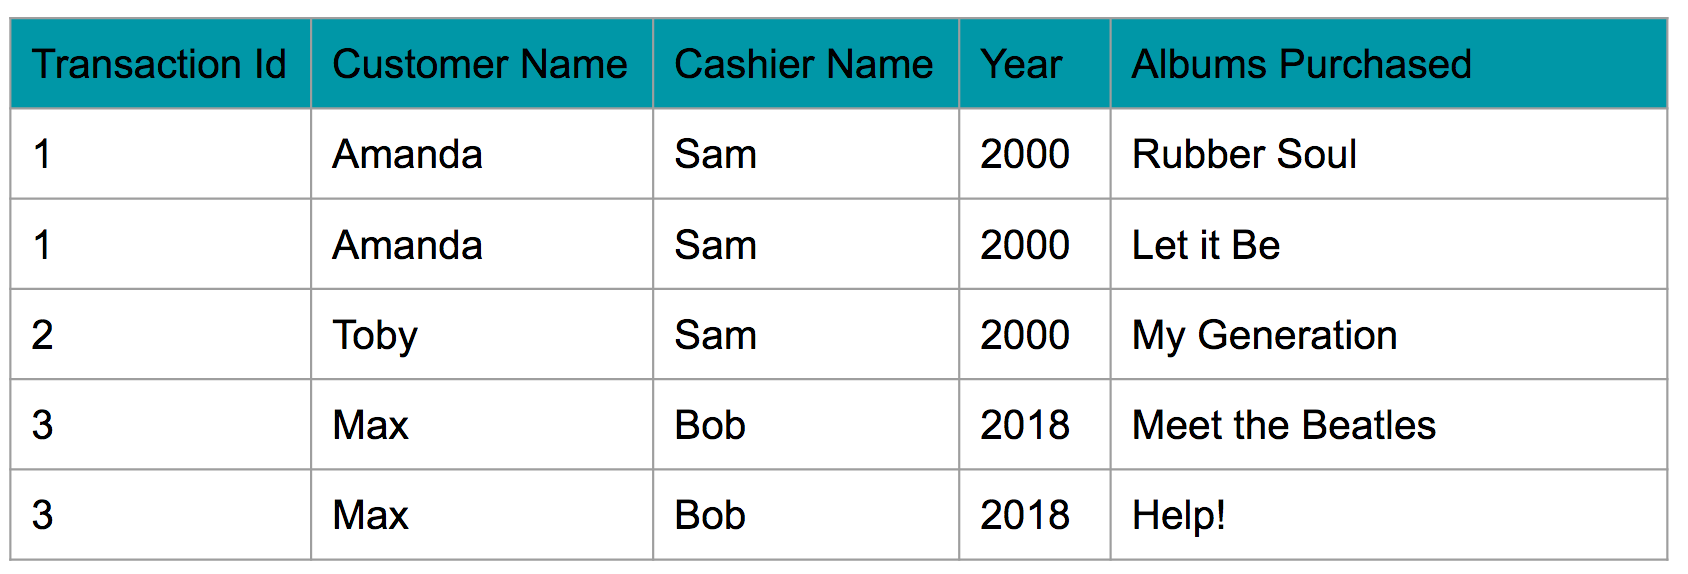 Transaction Id Customer Name Cashier Name Year Albums Purchased
1 Amanda Sam 2000 Rubber Soul
1 Amanda Sam 2000 Let it Be
2 Toby Sam 2000 My Generation
3 Max Bob 2018 Meet the Beatles
3 Max Bob 2018 Help!